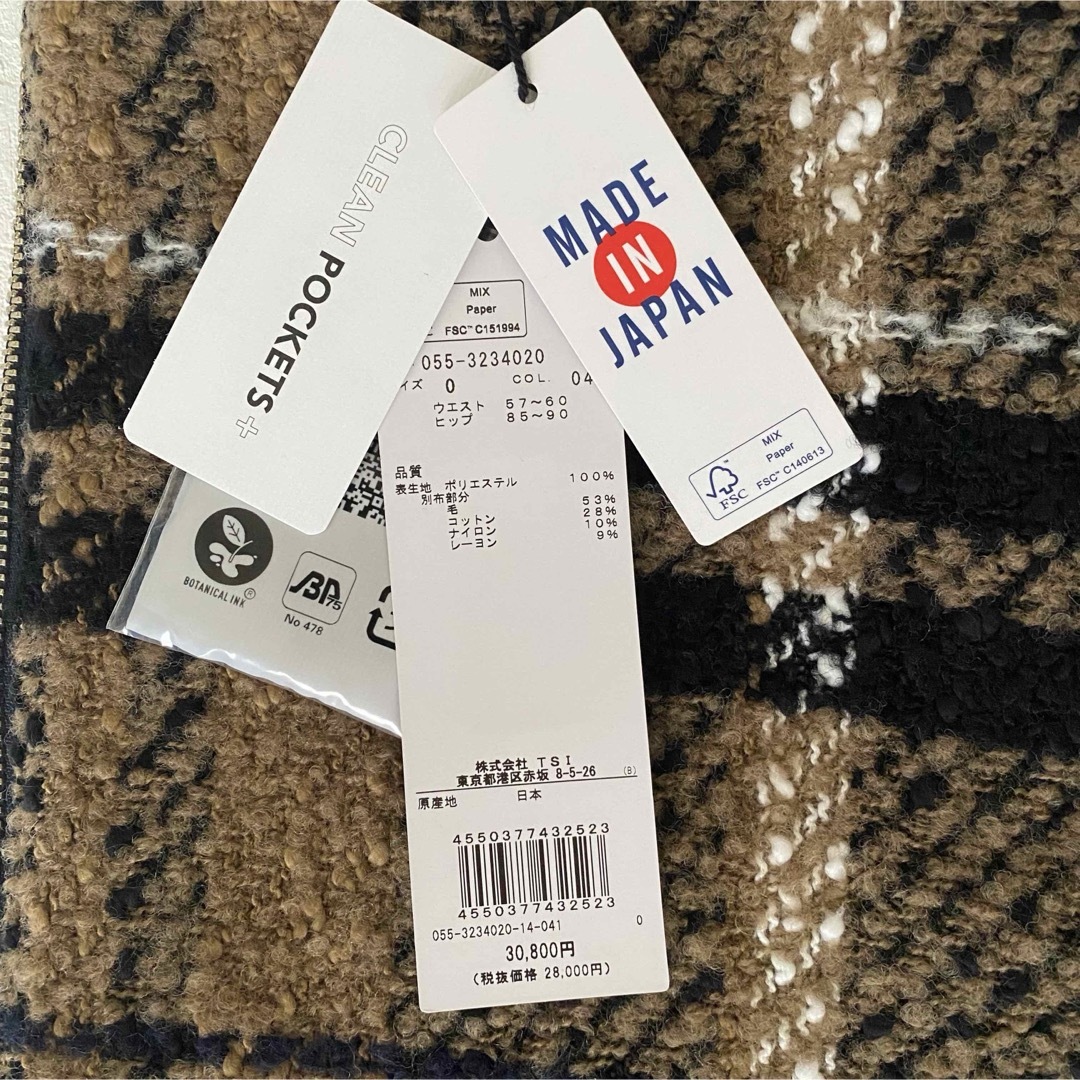 CLEAN POCKETS +
MADE
IN
JAPAN
MIX
Paper
FSC™ C140613
FSC
MIX
Paper
FSC™ C151994
055-3234020
イズ 0 COL. 04
ウエスト 57～60
ヒップ 85～90
品質
表生地 ポリエステル 100%
別布部分
毛 53%
コットン 28%
ナイロン 10%
レーヨン 9%
株式会社 TSI
東京都港区赤坂 8-5-26 (B)
原産地 日本
4550377432523
4550377432523
055-3234020-14-041 0
30,800円
(税抜価格 28,000円)
BOTANICAL INK®
BA 75
No 478